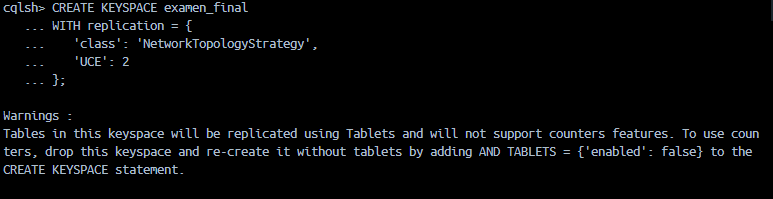 cqlsh> CREATE KEYSPACE examen_final
   ... WITH replication = {
   ...     'class': 'NetworkTopologyStrategy',
   ...     'UCE': 2
   ... };

Warnings :
Tables in this keyspace will be replicated using Tablets and will not support counters features. To use coun
ters, drop this keyspace and re-create it without tablets by adding AND TABLETS = {'enabled': false} to the
CREATE KEYSPACE statement.